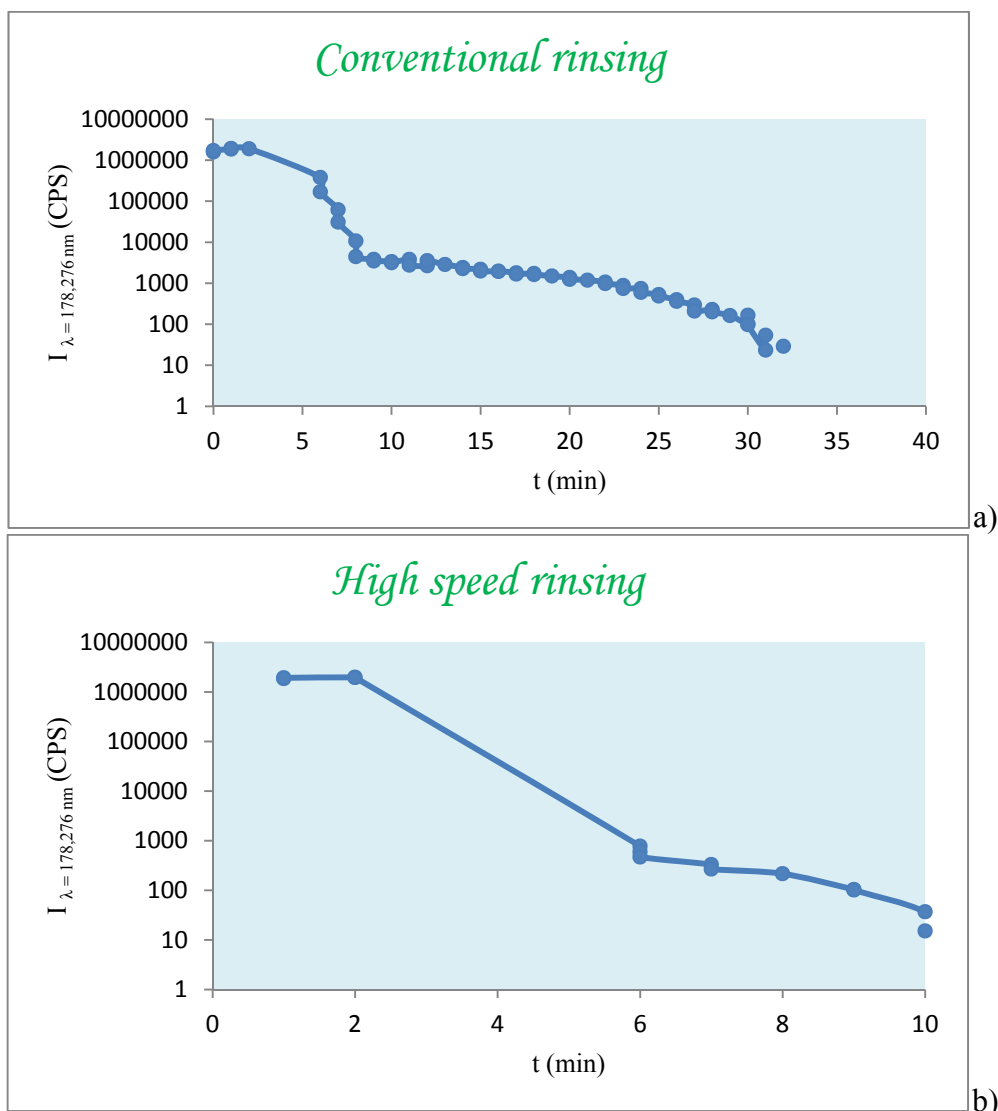 Conventional rinsing
I λ = 178,276 nm (CPS)
10000000
1000000
100000
10000
1000
100
10
1
0 5 10 15 20 25 30 35 40
t (min)
a)
High speed rinsing
I λ = 178,276 nm (CPS)
10000000
1000000
100000
10000
1000
100
10
1
0 2 4 6 8 10
t (min)
b)